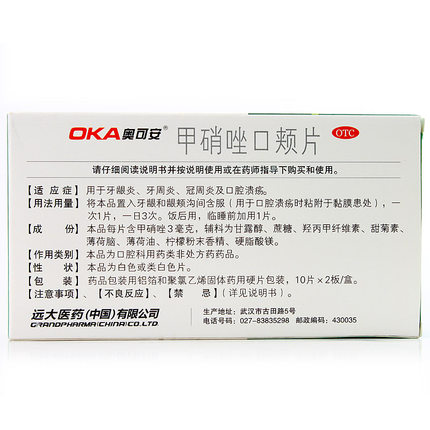 OKA奥可安® 甲硝唑口颊片 OTC
请仔细阅读说明书并按说明使用或在药师指导下购买和使用。
【适应症】用于牙龈炎、牙周炎、冠周炎及口腔溃疡。
【用法用量】将本品置入牙龈和龈颊沟间含服（用于口腔溃疡时粘附于黏膜患处），一
次1片，一日3次。饭后用，临睡前加用1片。
【成份】本品每片含甲硝唑3毫克，辅料为甘露醇、蔗糖、羟丙甲纤维素、甜菊素、
薄荷脑、薄荷油、柠檬粉末香精、硬脂酸镁。
【作用类别】本品为口腔科用药类非处方药药品。
【性状】本品为白色或类白色片。
【包装】药品包装用铝箔和聚氯乙烯固体药用硬片包装，10片×2板/盒。
【注意事项】、【不良反应】、【禁忌】（详见说明书）。
远大医药(中国)有限公司
GRANDPHARMA(CHINA)CO.,LTD.
生产地址：武汉市古田路5号
电话号码：027-83835298 邮政编码：430035